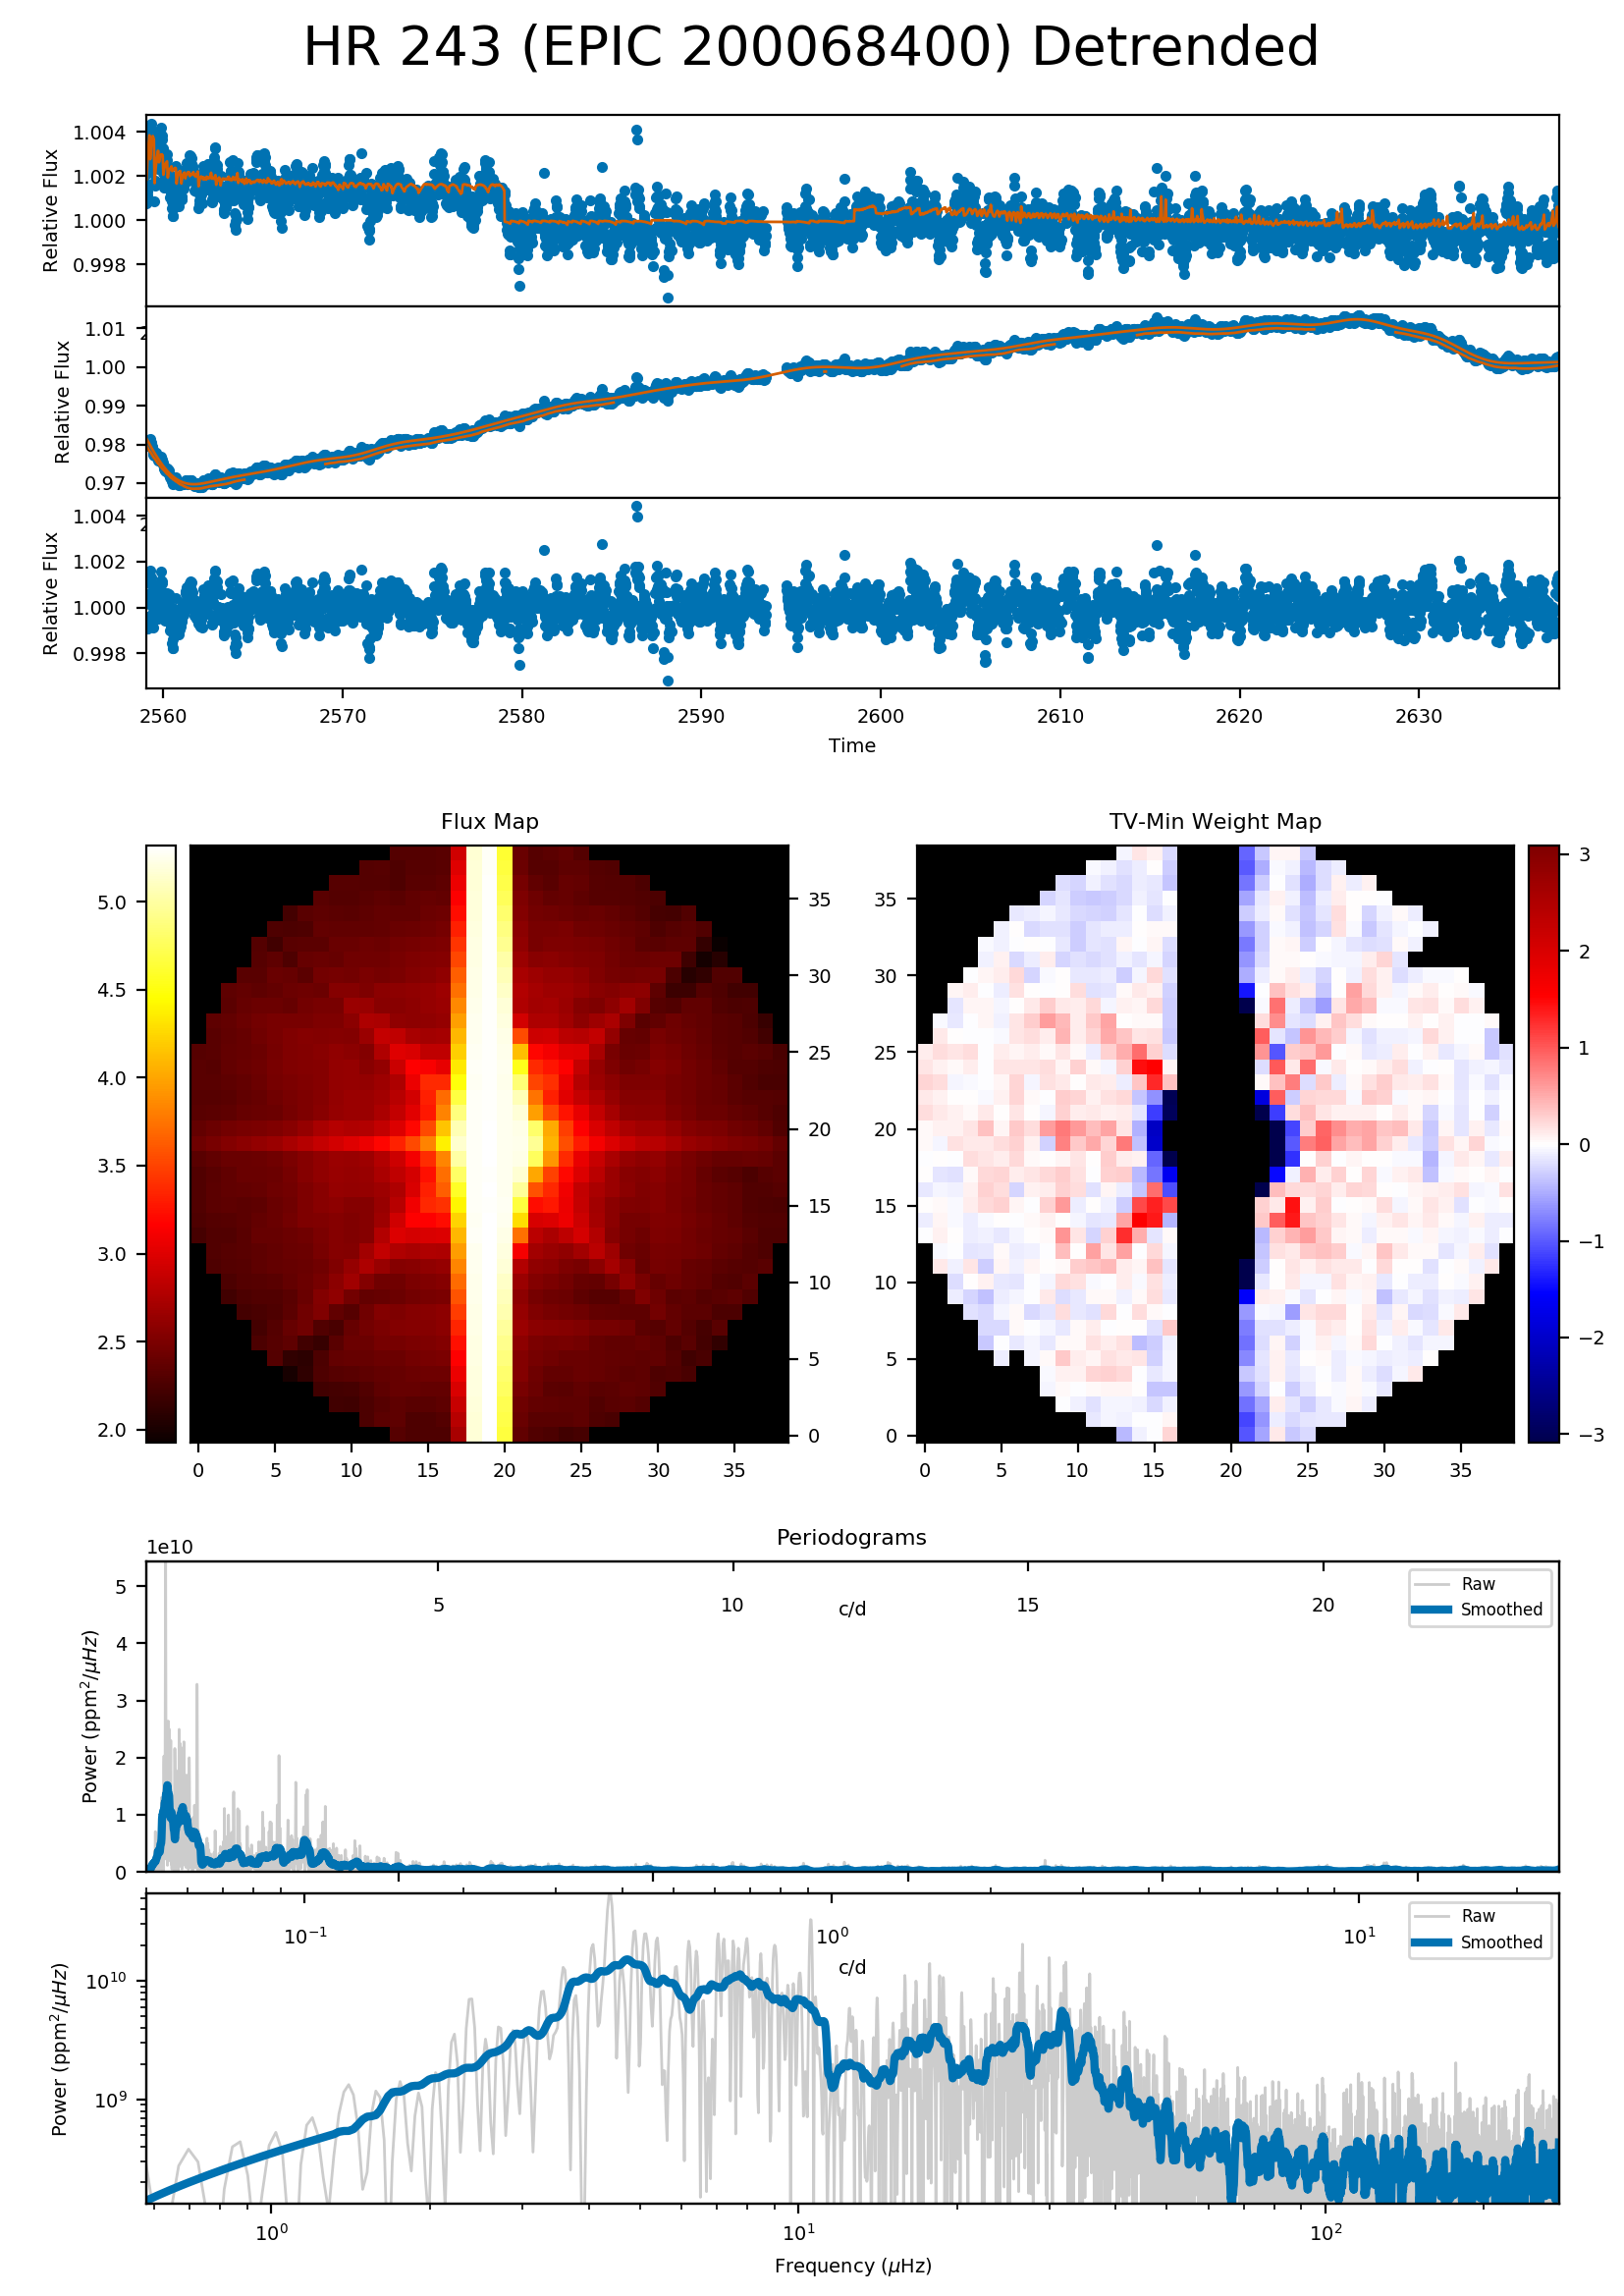 HR 243 (EPIC 200068400) Detrended
Relative Flux
1.004
1.002
1.000
0.998
Relative Flux
1.01
1.00
0.99
0.98
0.97
Relative Flux
1.004
1.002
1.000
0.998
2560 2570 2580 2590 2600 2610 2620 2630
Time
Flux Map
5.0
4.5
4.0
3.5
3.0
2.5
2.0
35
30
25
20
15
10
5
0
0 5 10 15 20 25 30 35
TV-Min Weight Map
35
30
25
20
15
10
5
0
0 5 10 15 20 25 30 35
3
2
1
0
−1
−2
−3
Periodograms
1e10
Power (ppm²/μHz)
5
4
3
2
1
0
5 10 15 20
c/d
Raw
Smoothed
Power (ppm²/μHz)
10¹⁰
10⁹
10⁻¹ 10⁰ 10¹
c/d
Raw
Smoothed
10⁰ 10¹ 10²
Frequency (μHz)